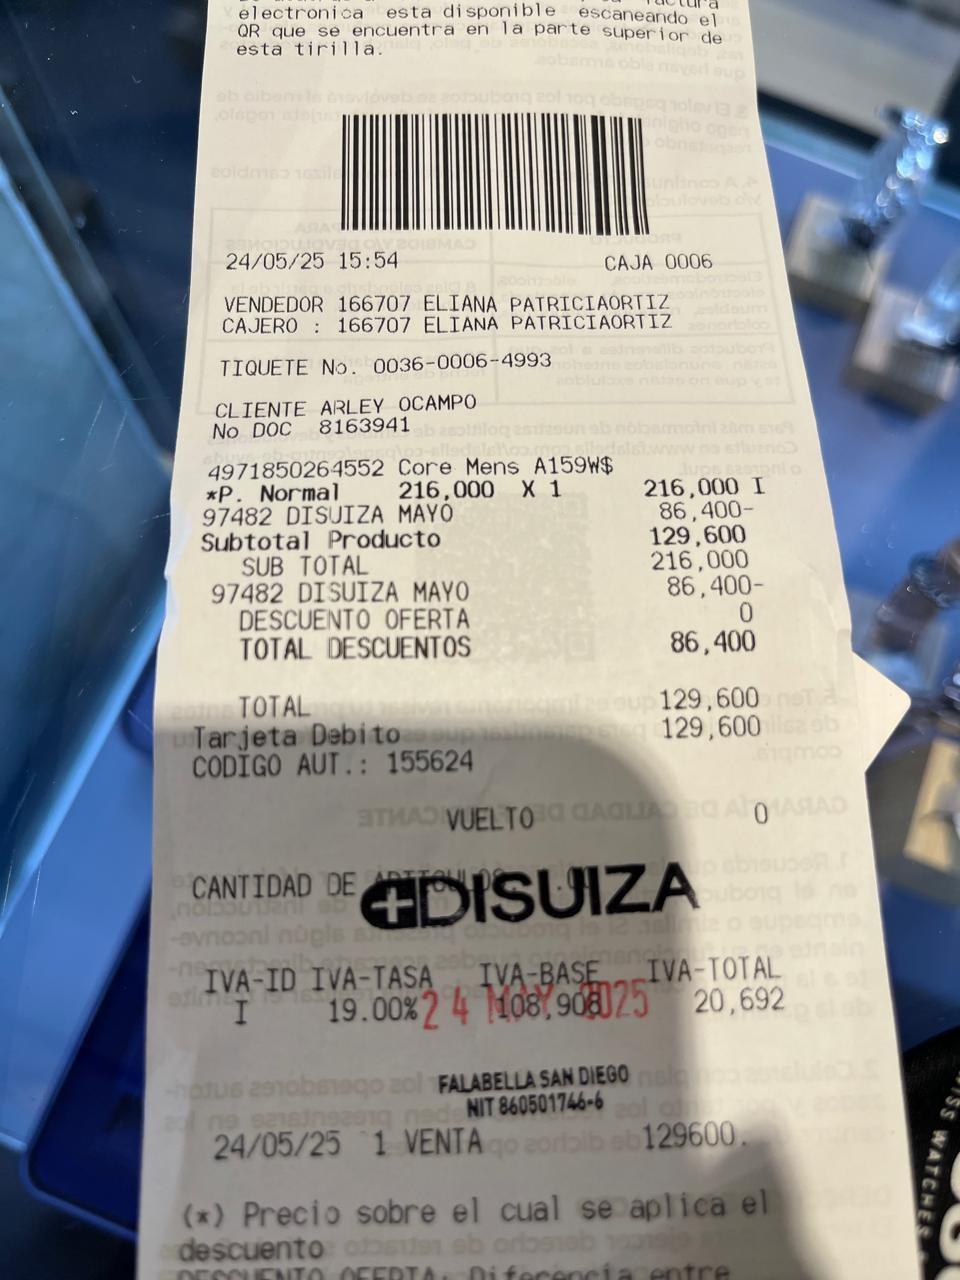 electronica esta disponible escaneando el
QR que se encuentra en la parte superior de
esta tirilla.
24/05/25 15:54 CAJA 0006
VENDEDOR 166707 ELIANA PATRICIAORTIZ
CAJERO : 166707 ELIANA PATRICIAORTIZ
TIQUETE No. 0036-0006-4993
CLIENTE ARLEY OCAMPO
No DOC 8163941
4971850264552 Core Mens A159W$
*P. Normal 216,000 X 1 216,000 I
97482 DISUIZA MAYO 86,400-
Subtotal Producto 129,600
SUB TOTAL 216,000
97482 DISUIZA MAYO 86,400-
DESCUENTO OFERTA 0
TOTAL DESCUENTOS 86,400
TOTAL 129,600
Tarjeta Debito 129,600
CODIGO AUT.: 155624
VUELTO 0
CANTIDAD DE ARTICULOS
DISUIZA
IVA-ID IVA-TASA IVA-BASE IVA-TOTAL
I 19.00% 108,908 20,692
24 MAY 2025
FALABELLA SAN DIEGO
NIT 860501746-6
24/05/25 1 VENTA 129600.
(*) Precio sobre el cual se aplica el
descuento
DESCUENTO OFERTA: Diferencia entre